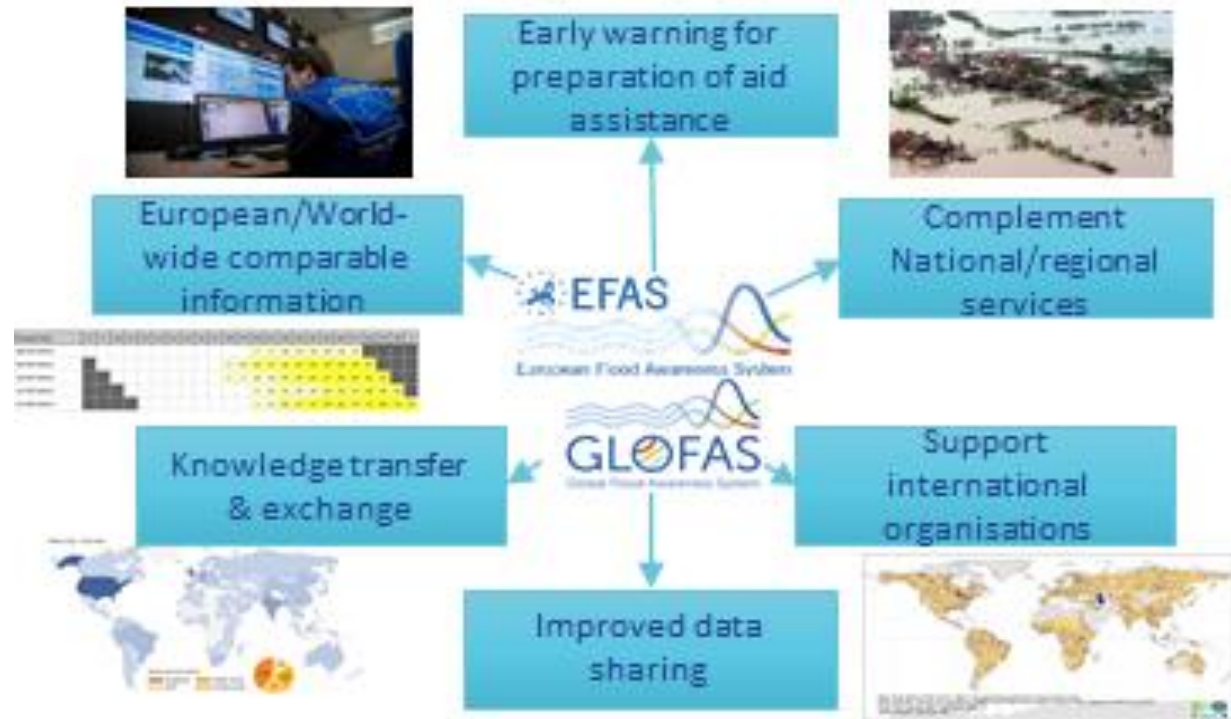 Early warning for
preparation of aid
assistance
European/World-
wide comparable
information
Complement
National/regional
services
EFAS
European Flood Awareness System
GLOFAS
Global Flood Awareness System
Knowledge transfer
& exchange
Support
international
organisations
Improved data
sharing